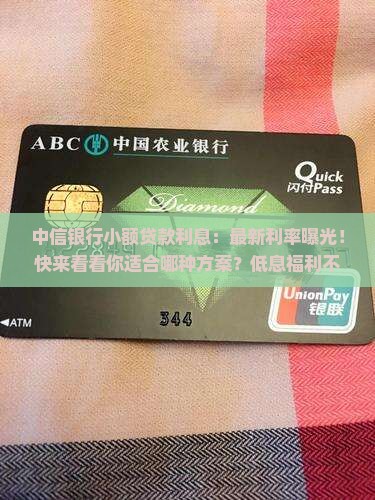 ABC 中国农业银行
Quick
闪付Pass
Diamond
中信银行小额贷款利息：最新利率曝光！
快来看看你适合哪种方案？低息福利不
UnionPay
银联
344
◀ATM